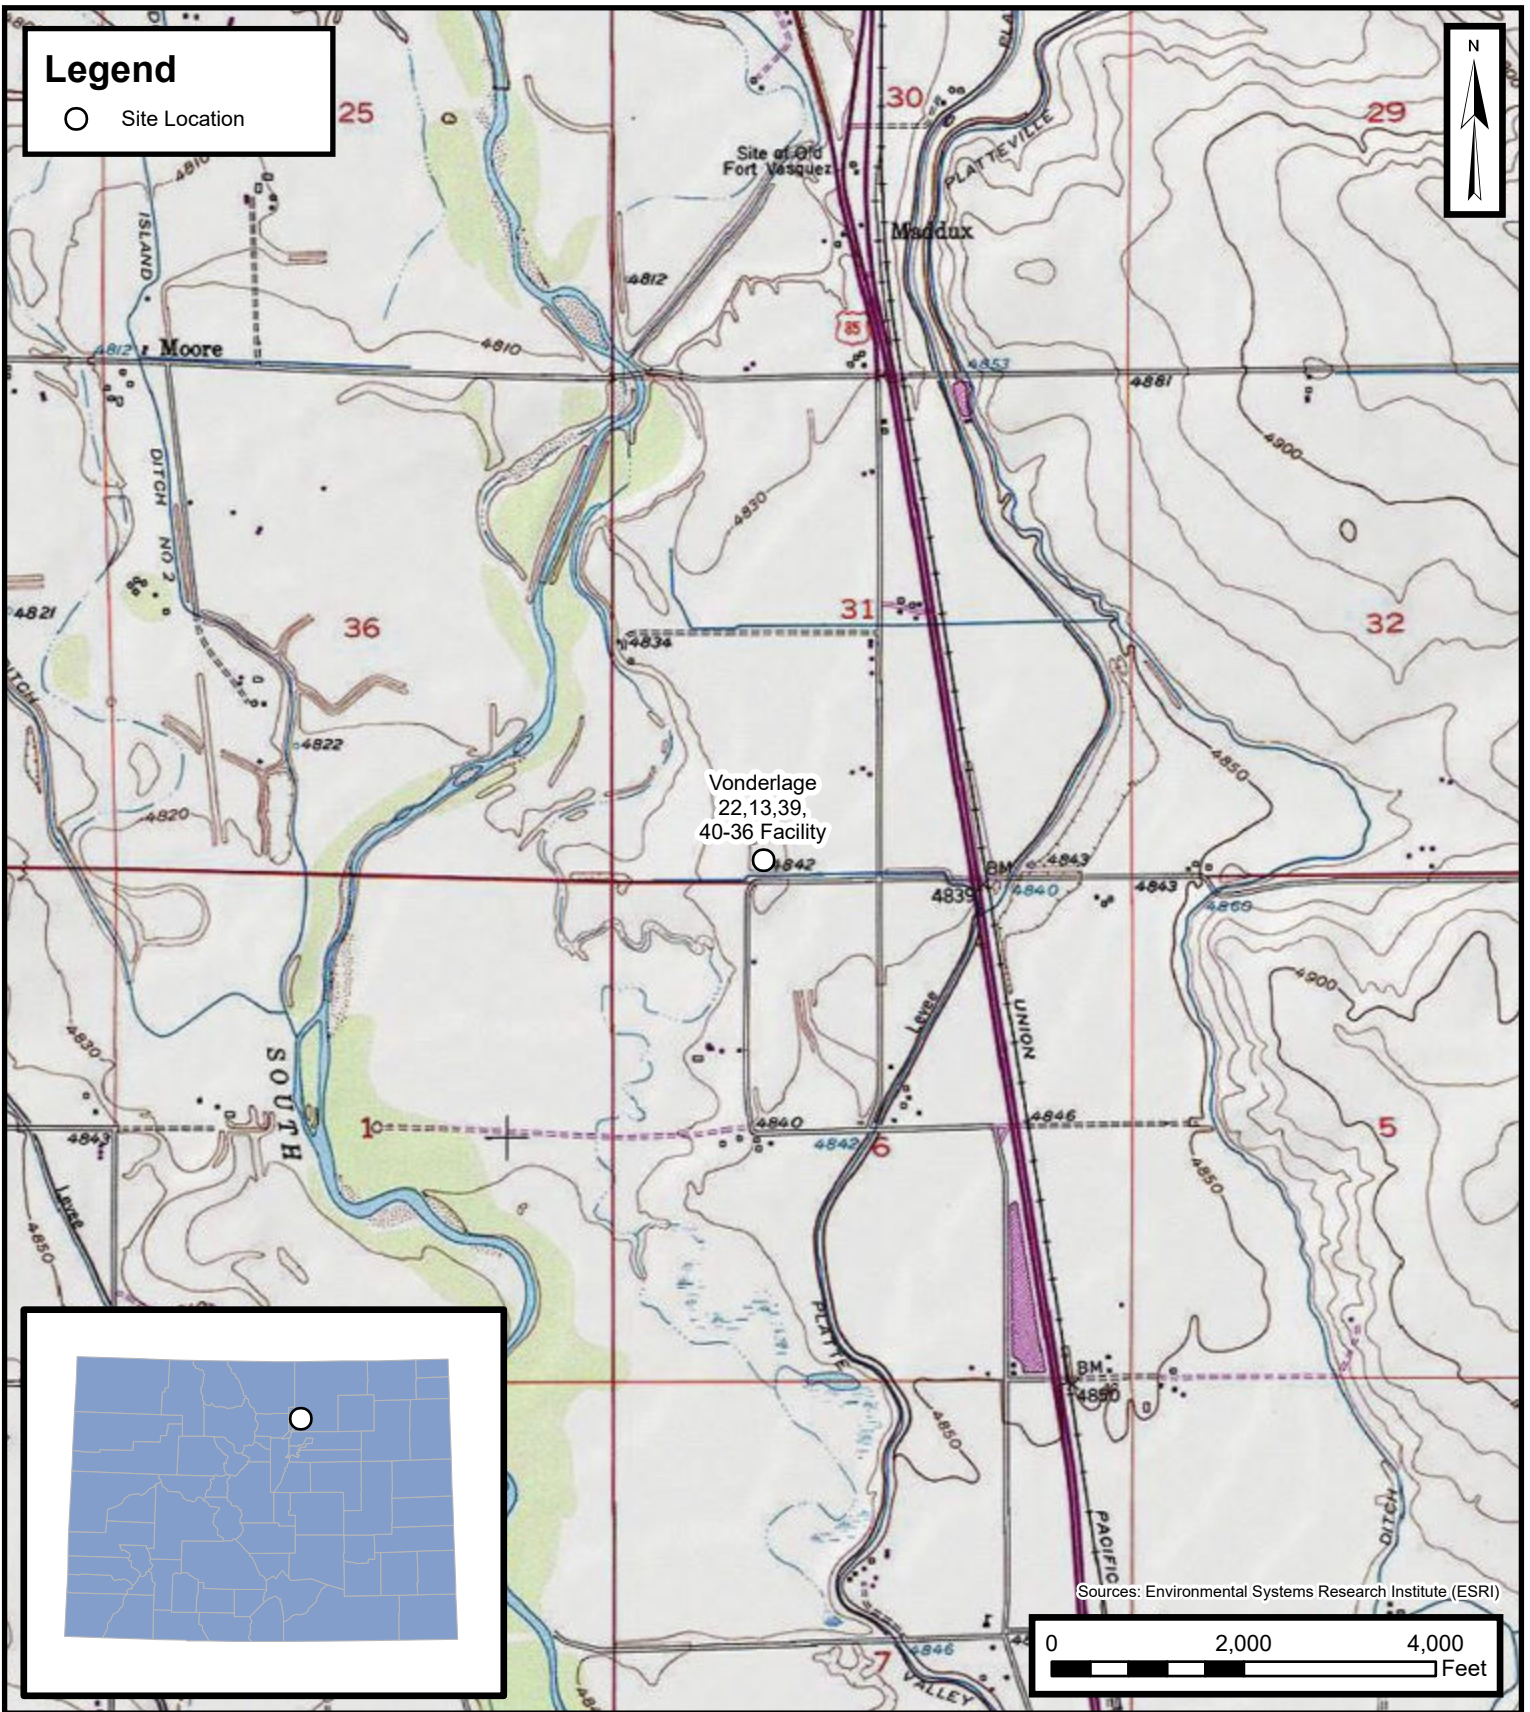 Legend
Site Location
N
25
30
29
4810
PLATTEVILLE
Site of Old
Fort Vasquez
ISLAND
Maddux
4812
85
4812
Moore
4810
4853
4881
4900
DITCH
4830
NO 2
4821
36
31
32
4834
DITCH
4822
4850
4820
Vonderlage
22,13,39,
40-36 Facility
4842
BM
4843
4839
4840
4843
4860
4900
Levee
UNION
4830
SOUTH
4843
1
4840
4842
6
4846
5
4850
Levee
4850
PLATTE
BM
4850
4850
PACIFIC
DITCH
Sources: Environmental Systems Research Institute (ESRI)
4846
7
VALLEY
0 2,000 4,000
Feet